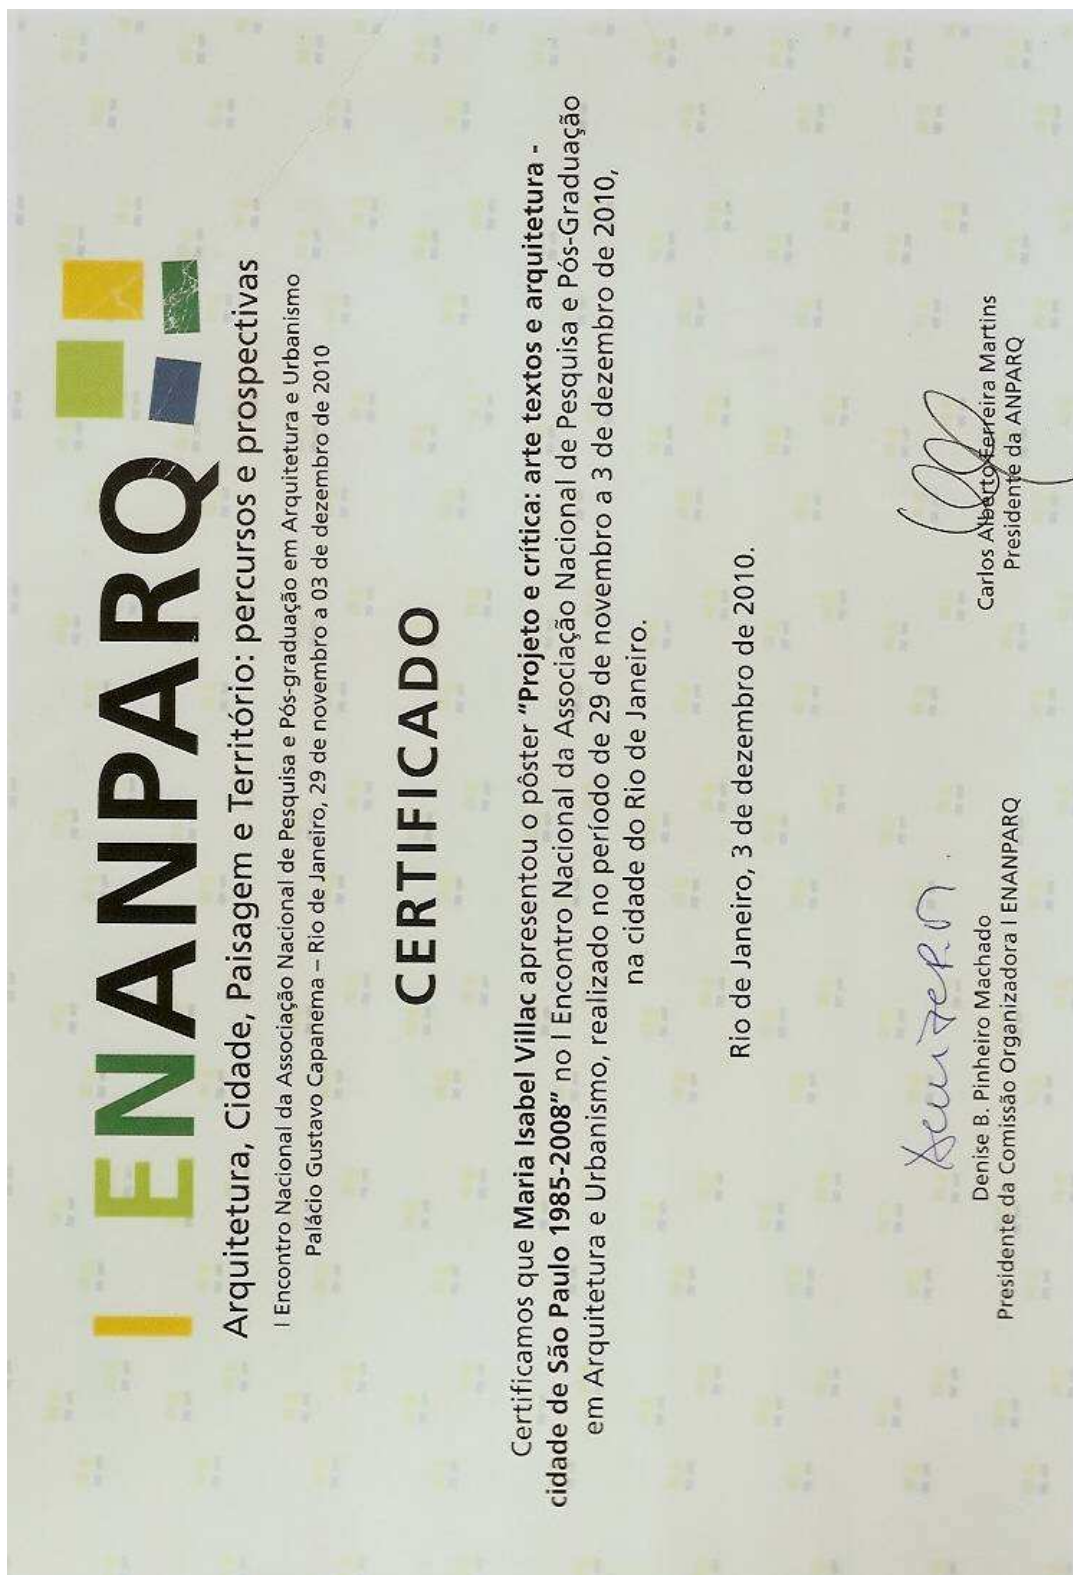 I ENANPARQ
Arquitetura, Cidade, Paisagem e Território: percursos e prospectivas
I Encontro Nacional da Associação Nacional de Pesquisa e Pós-graduação em Arquitetura e Urbanismo
Palácio Gustavo Capanema – Rio de Janeiro, 29 de novembro a 03 de dezembro de 2010
CERTIFICADO
Certificamos que Maria Isabel Villac apresentou o pôster "Projeto e crítica: arte textos e arquitetura -
cidade de São Paulo 1985-2008" no I Encontro Nacional da Associação Nacional de Pesquisa e Pós-Graduação
em Arquitetura e Urbanismo, realizado no período de 29 de novembro a 3 de dezembro de 2010,
na cidade do Rio de Janeiro.
Rio de Janeiro, 3 de dezembro de 2010.
Denise B. Pinheiro Machado
Presidente da Comissão Organizadora I ENANPARQ
Carlos Alberto Ferreira Martins
Presidente da ANPARQ